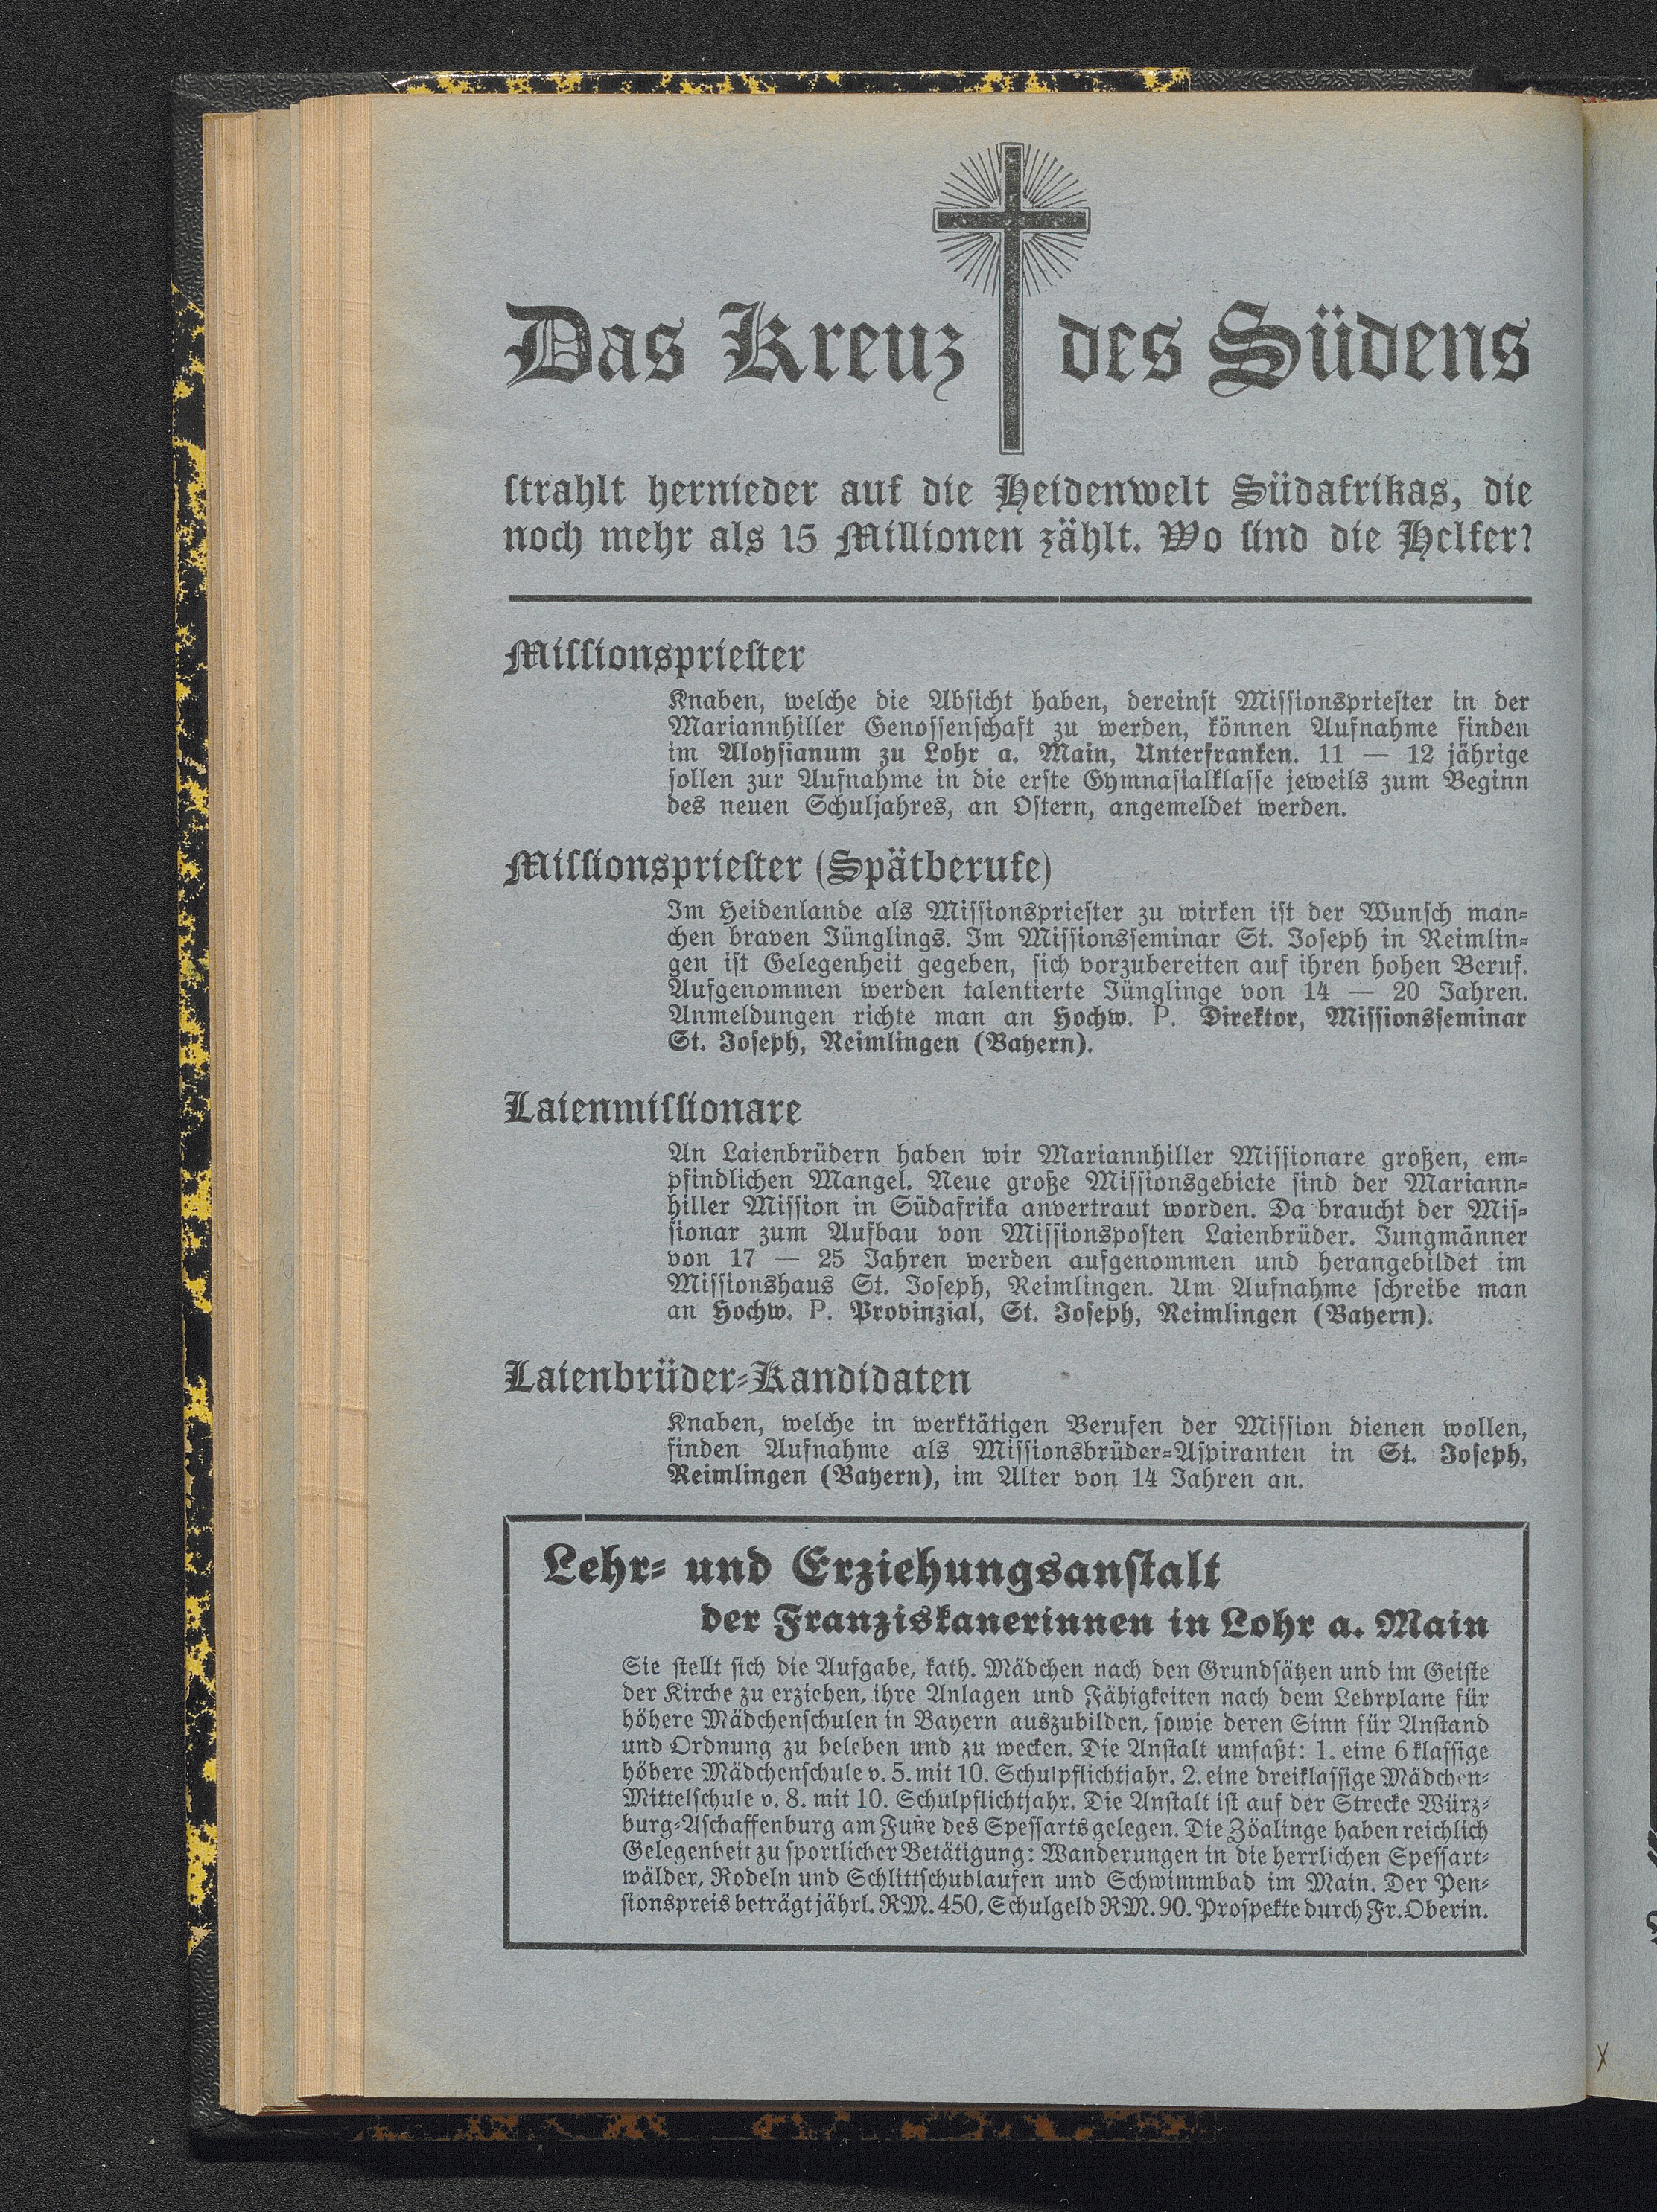 Das Kreuz des Südens
strahlt hernieder auf die Heidenwelt Südafrikas, die
noch mehr als 15 Millionen zählt. Wo sind die Helfer?
Missionspriester
Knaben, welche die Absicht haben, dereinst Missionspriester in der
Mariannhiller Genossenschaft zu werden, können Aufnahme finden
im Aloysianum zu Lohr a. Main, Unterfranken. 11 — 12 jährige
sollen zur Aufnahme in die erste Gymnasialklasse jeweils zum Beginn
des neuen Schuljahres, an Ostern, angemeldet werden.
Missionspriester (Spätberufe)
Im Heidenlande als Missionspriester zu wirken ist der Wunsch man-
chen braven Jünglings. Im Missionsseminar St. Joseph in Reimlin-
gen ist Gelegenheit gegeben, sich vorzubereiten auf ihren hohen Beruf.
Aufgenommen werden talentierte Jünglinge von 14 — 20 Jahren.
Anmeldungen richte man an Hochw. P. Direktor, Missionsseminar
St. Joseph, Reimlingen (Bayern).
Laienmissionare
An Laienbrüdern haben wir Mariannhiller Missionare großen, em-
pfindlichen Mangel. Neue große Missionsgebiete sind der Mariann-
hiller Mission in Südafrika anvertraut worden. Da braucht der Mis-
sionar zum Aufbau von Missionsposten Laienbrüder. Jungmänner
von 17 — 25 Jahren werden aufgenommen und herangebildet im
Missionshaus St. Joseph, Reimlingen. Um Aufnahme schreibe man
an Hochw. P. Provinzial, St. Joseph, Reimlingen (Bayern).
Laienbrüder-Kandidaten
Knaben, welche in werktätigen Berufen der Mission dienen wollen,
finden Aufnahme als Missionsbrüder-Aspiranten in St. Joseph,
Reimlingen (Bayern), im Alter von 14 Jahren an.
Lehr- und Erziehungsanstalt
der Franziskanerinnen in Lohr a. Main
Sie stellt sich die Aufgabe, kath. Mädchen nach den Grundsätzen und im Geiste
der Kirche zu erziehen, ihre Anlagen und Fähigkeiten nach dem Lehrplane für
höhere Mädchenschulen in Bayern auszubilden, sowie deren Sinn für Anstand
und Ordnung zu beleben und zu wecken. Die Anstalt umfaßt: 1. eine 6 klassige
höhere Mädchenschule v. 5. mit 10. Schulpflichtjahr. 2. eine dreiklassige Mädchen-
Mittelschule v. 8. mit 10. Schulpflichtjahr. Die Anstalt ist auf der Strecke Würz-
burg-Aschaffenburg am Fuße des Spessarts gelegen. Die Zöglinge haben reichlich
Gelegenheit zu sportlicher Betätigung: Wanderungen in die herrlichen Spessart-
wälder, Rodeln und Schlittschuhlaufen und Schwimmbad im Main. Der Pen-
sionspreis beträgt jährl. RM. 450, Schulgeld RM. 90. Prospekte durch Fr. Oberin.